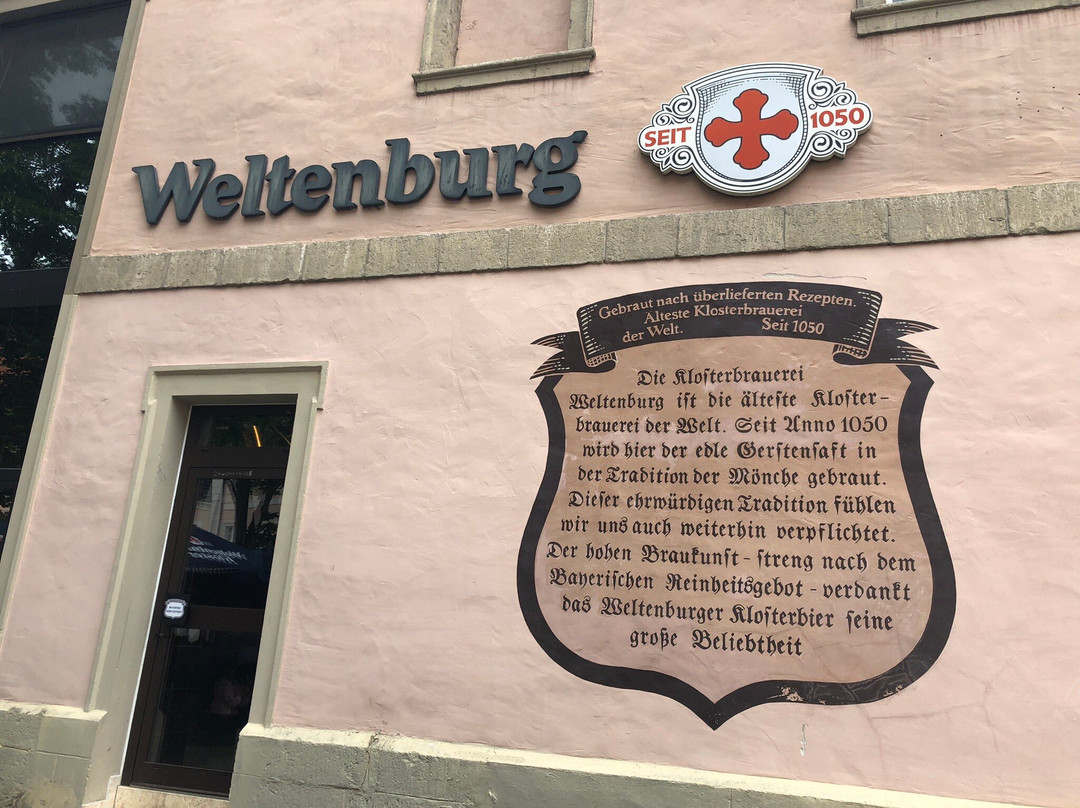 Weltenburg
SEIT 1050
Gebraut nach überlieferten Rezepten.
Älteste Klosterbrauerei
der Welt. Seit 1050
Die Klosterbrauerei
Weltenburg ist die älteste Kloster-
brauerei der Welt. Seit Anno 1050
wird hier der edle Gerstensaft in
der Tradition der Mönche gebraut.
Dieser ehrwürdigen Tradition fühlen
wir uns auch weiterhin verpflichtet.
Der hohen Braukunst - streng nach dem
Bayerischen Reinheitsgebot - verdankt
das Weltenburger Klosterbier seine
große Beliebtheit